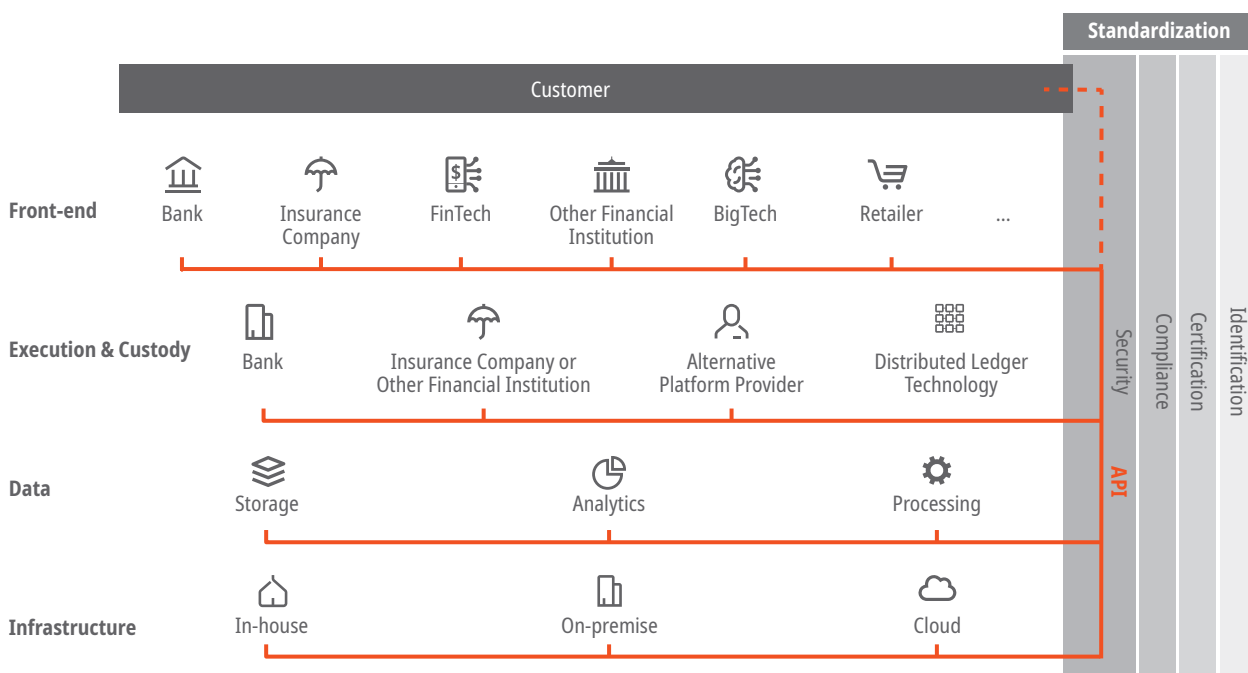 Standardization
Customer
Front-end
Bank
Insurance
Company
$
FinTech
Other Financial
Institution
BigTech
Retailer
...
Execution & Custody
Bank
Insurance Company or
Other Financial Institution
Alternative
Platform Provider
Distributed Ledger
Technology
Data
Storage
Analytics
Processing
Infrastructure
In-house
On-premise
Cloud
Security
API
Compliance
Certification
Identification